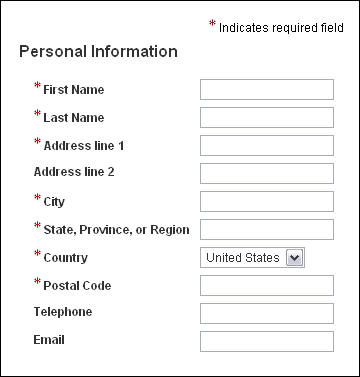 * Indicates required field
Personal Information
* First Name
* Last Name
* Address line 1
Address line 2
* City
* State, Province, or Region
* Country United States
* Postal Code
Telephone
Email